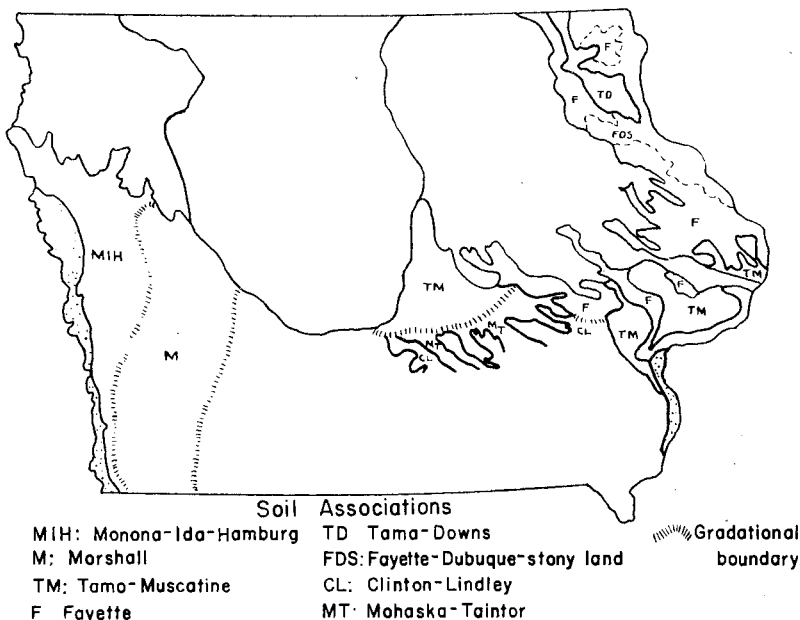 F
TD
F
FDS
F
MIH
TM
TM
F
F
TM
MT
CL
TM
M
MT
CL
Soil Associations
MIH: Monona-Ida-Hamburg TD Tama-Downs Gradational
M: Marshall FDS: Fayette-Dubuque-stony land boundary
TM: Tamo-Muscatine CL: Clinton-Lindley
F Fayette MT: Mahaska-Taintor